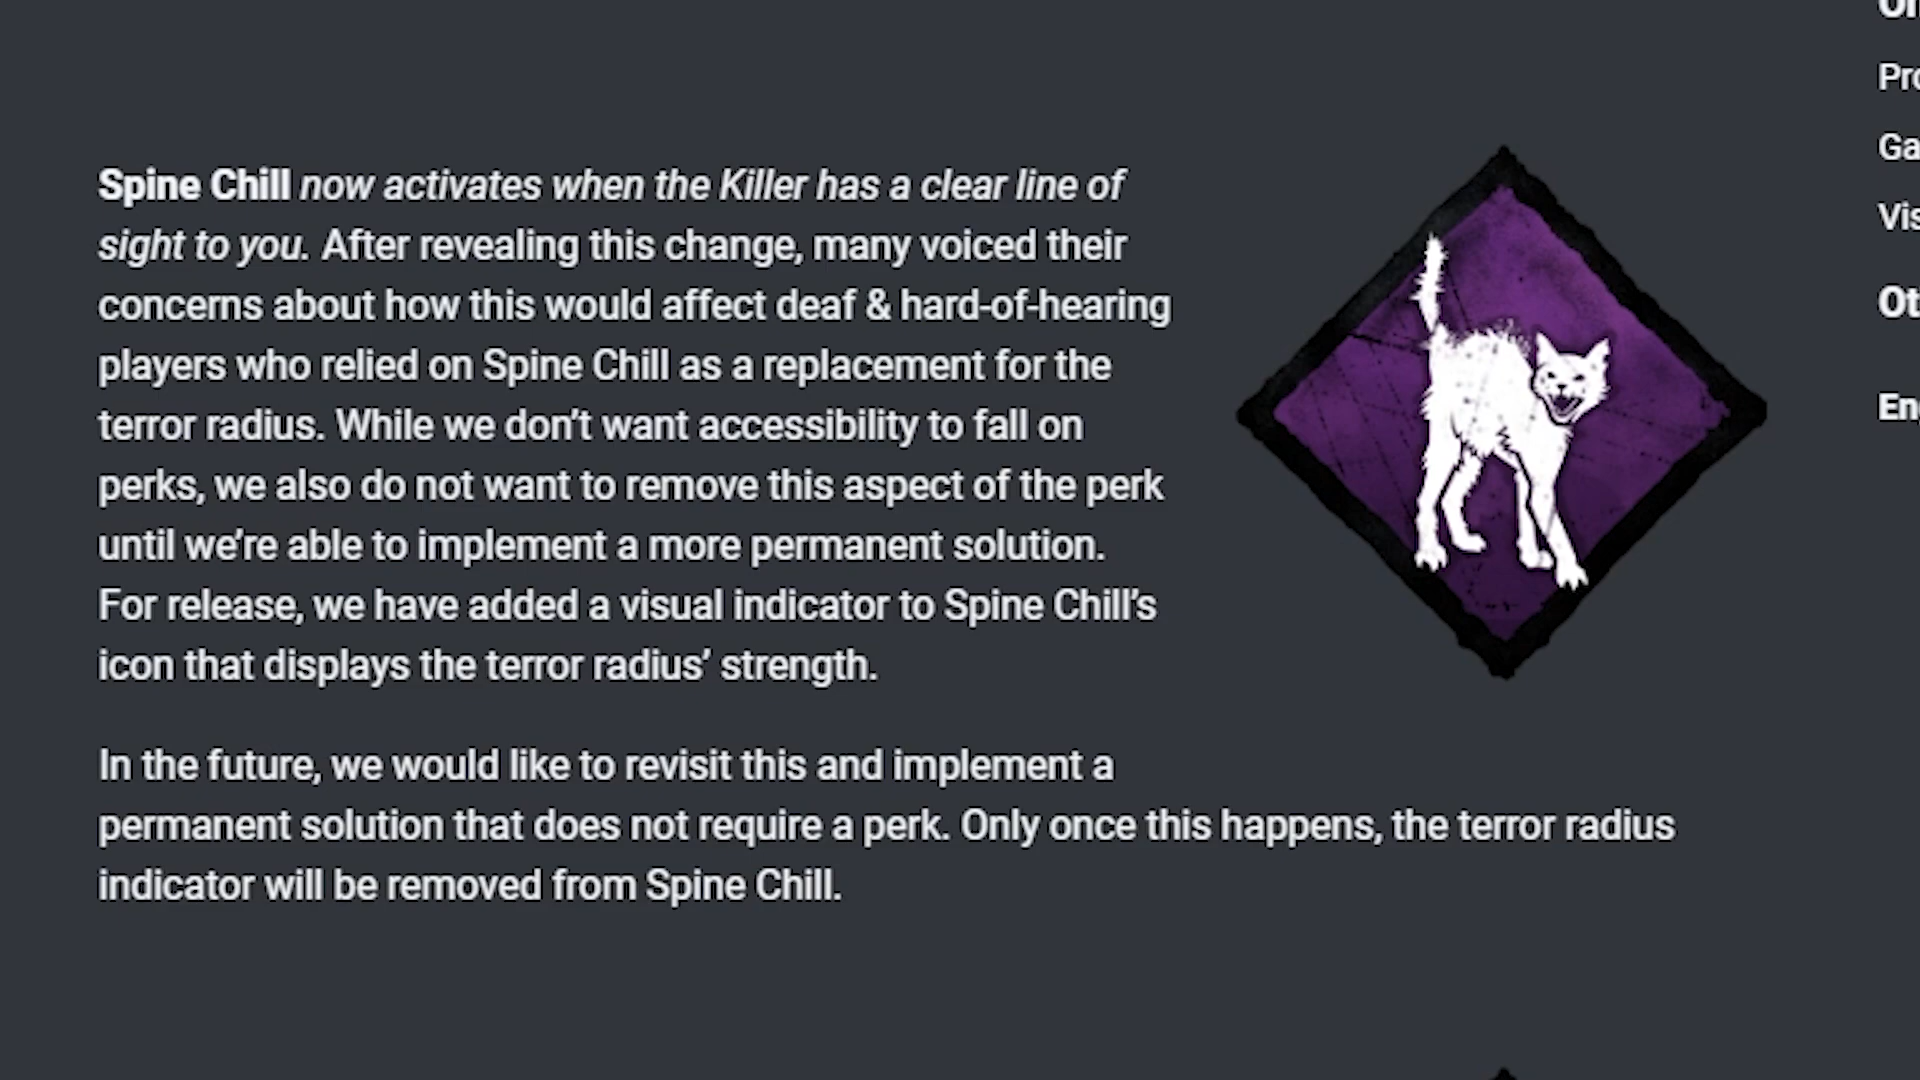 Spine Chill now activates when the Killer has a clear line of
sight to you. After revealing this change, many voiced their
concerns about how this would affect deaf & hard-of-hearing
players who relied on Spine Chill as a replacement for the
terror radius. While we don’t want accessibility to fall on
perks, we also do not want to remove this aspect of the perk
until we’re able to implement a more permanent solution.
For release, we have added a visual indicator to Spine Chill’s
icon that displays the terror radius’ strength.
In the future, we would like to revisit this and implement a
permanent solution that does not require a perk. Only once this happens, the terror radius
indicator will be removed from Spine Chill.